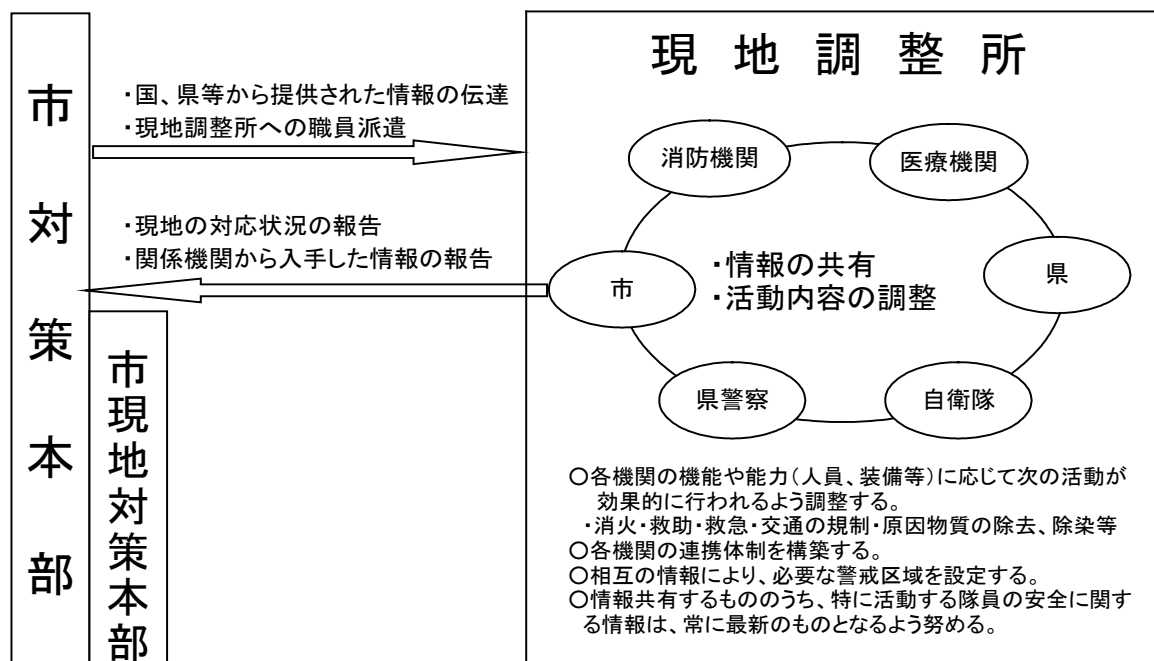 市対策本部
市現地対策本部
・国、県等から提供された情報の伝達
・現地調整所への職員派遣
・現地の対応状況の報告
・関係機関から入手した情報の報告
現地調整所
消防機関
医療機関
市
・情報の共有
・活動内容の調整
県
県警察
自衛隊
○各機関の機能や能力(人員、装備等)に応じて次の活動が
効果的に行われるよう調整する。
・消火・救助・救急・交通の規制・原因物質の除去、除染等
○各機関の連携体制を構築する。
○相互の情報により、必要な警戒区域を設定する。
○情報共有するもののうち、特に活動する隊員の安全に関す
る情報は、常に最新のものとなるよう努める。